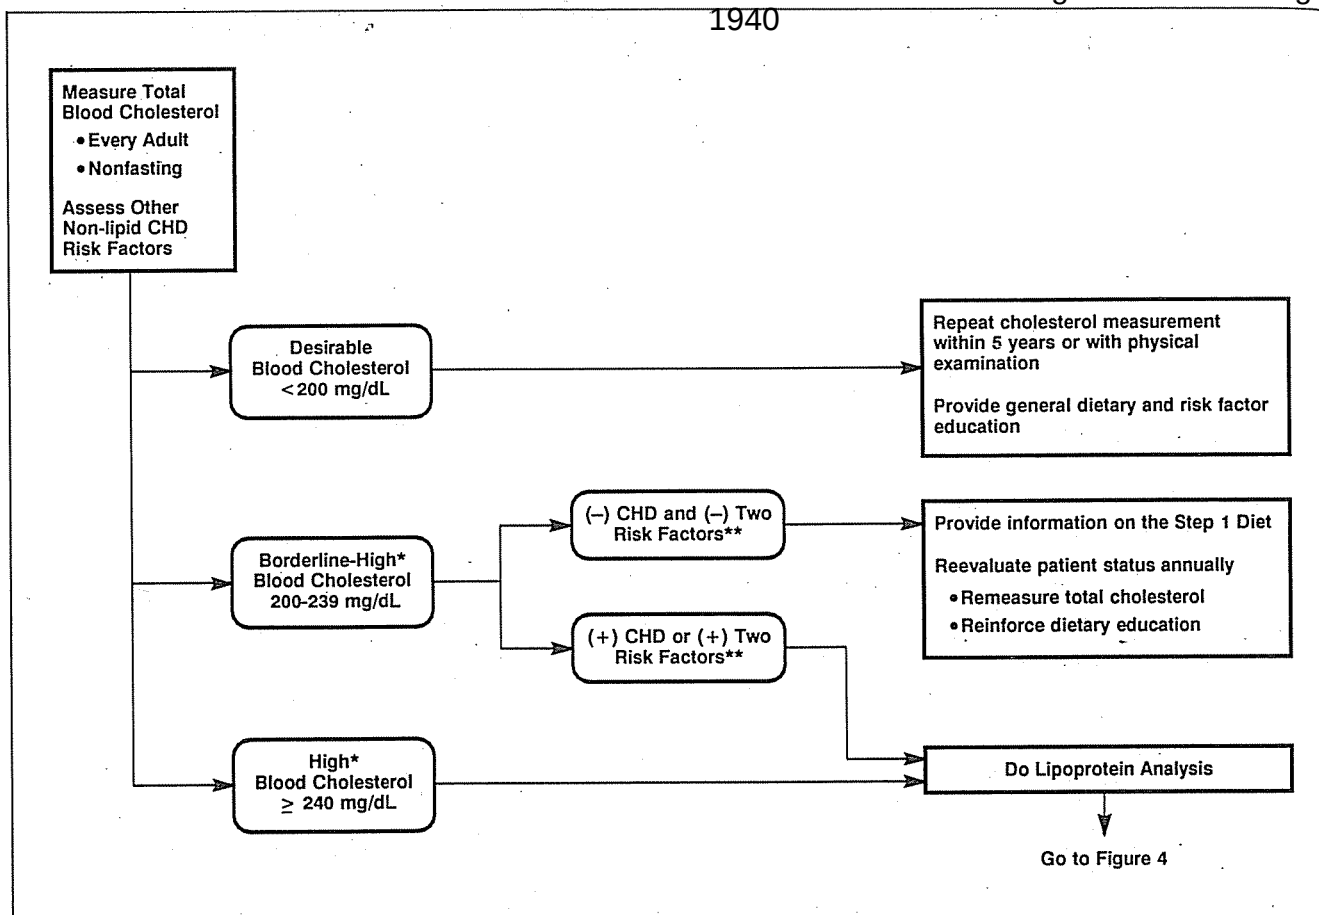 1940
Measure Total
Blood Cholesterol
• Every Adult
• Nonfasting
Assess Other
Non-lipid CHD
Risk Factors
Desirable
Blood Cholesterol
<200 mg/dL
Repeat cholesterol measurement
within 5 years or with physical
examination
Provide general dietary and risk factor
education
Borderline-High*
Blood Cholesterol
200-239 mg/dL
(–) CHD and (–) Two
Risk Factors**
Provide information on the Step 1 Diet
Reevaluate patient status annually
• Remeasure total cholesterol
• Reinforce dietary education
(+) CHD or (+) Two
Risk Factors**
High*
Blood Cholesterol
≥ 240 mg/dL
Do Lipoprotein Analysis
Go to Figure 4